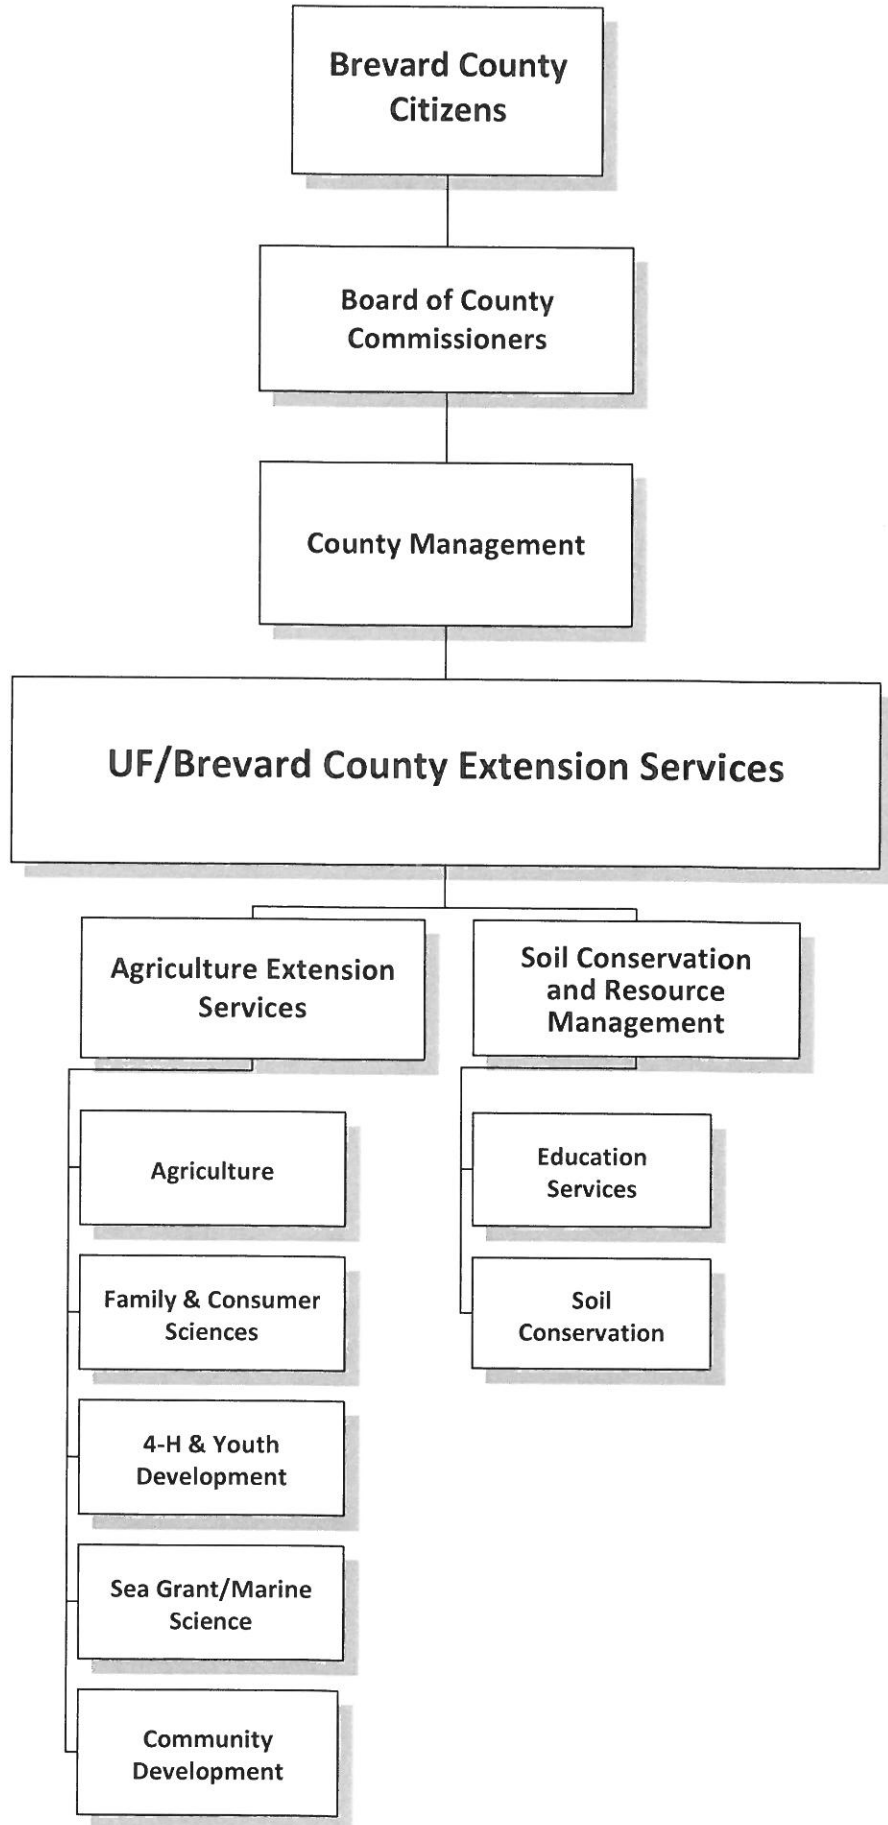 Brevard County
Citizens
Board of County
Commissioners
County Management
UF/Brevard County Extension Services
Agriculture Extension
Services
Soil Conservation
and Resource
Management
Agriculture
Family & Consumer
Sciences
4-H & Youth
Development
Sea Grant/Marine
Science
Community
Development
Education
Services
Soil
Conservation